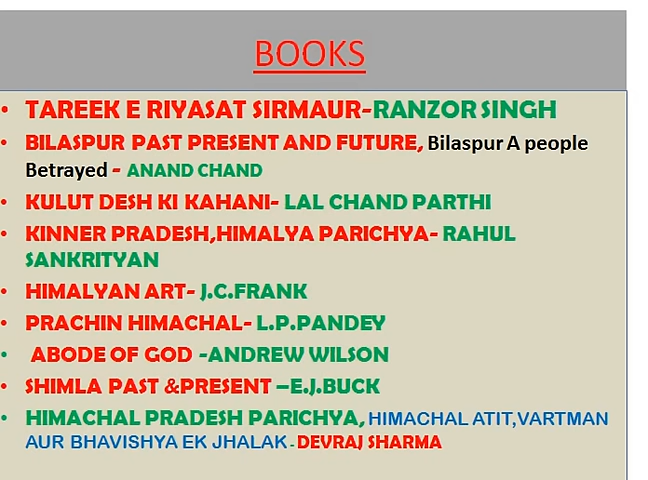 BOOKS
• TAREEK E RIYASAT SIRMAUR-RANZOR SINGH
• BILASPUR PAST PRESENT AND FUTURE, Bilaspur A people
Betrayed - ANAND CHAND
• KULUT DESH KI KAHANI- LAL CHAND PARTHI
• KINNER PRADESH,HIMALYA PARICHYA- RAHUL
SANKRITYAN
• HIMALYAN ART- J.C.FRANK
• PRACHIN HIMACHAL- L.P.PANDEY
• ABODE OF GOD -ANDREW WILSON
• SHIMLA PAST &PRESENT –E.J.BUCK
• HIMACHAL PRADESH PARICHYA, HIMACHAL ATIT,VARTMAN
AUR BHAVISHYA EK JHALAK - DEVRAJ SHARMA